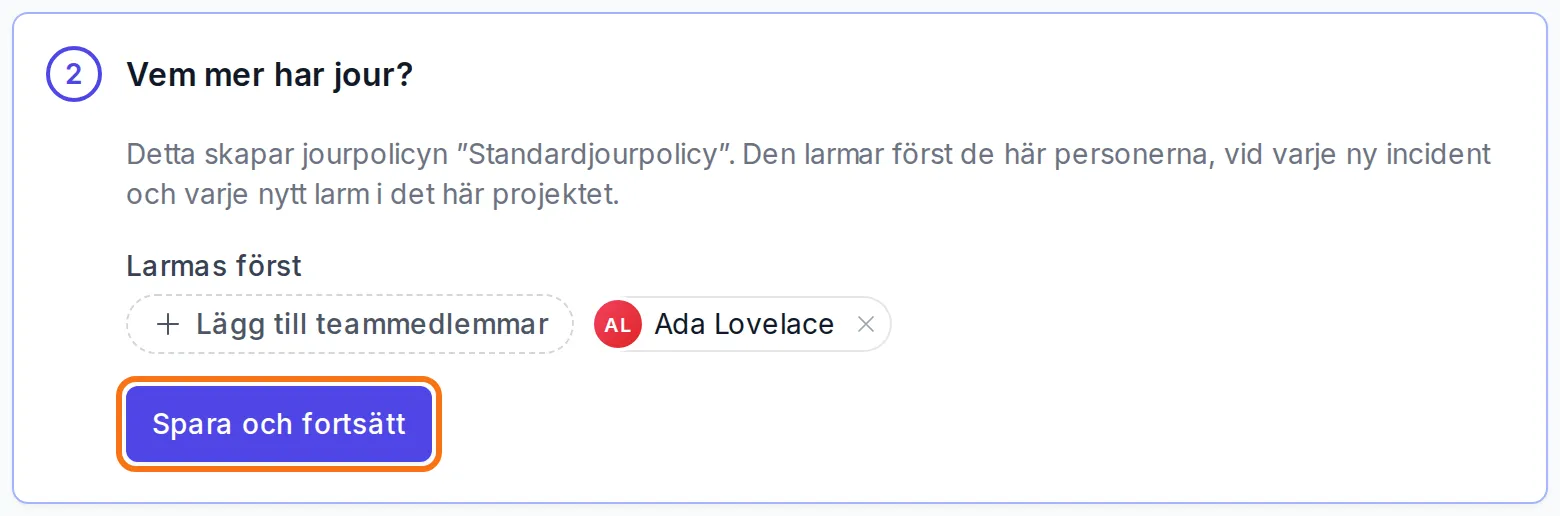 2
Vem mer har jour?
Detta skapar jourpolicyn ”Standardjourpolicy”. Den larmar först de här personerna, vid varje ny incident
och varje nytt larm i det här projektet.
Larmas först
Lägg till teammedlemmar
AL Ada Lovelace
Spara och fortsätt